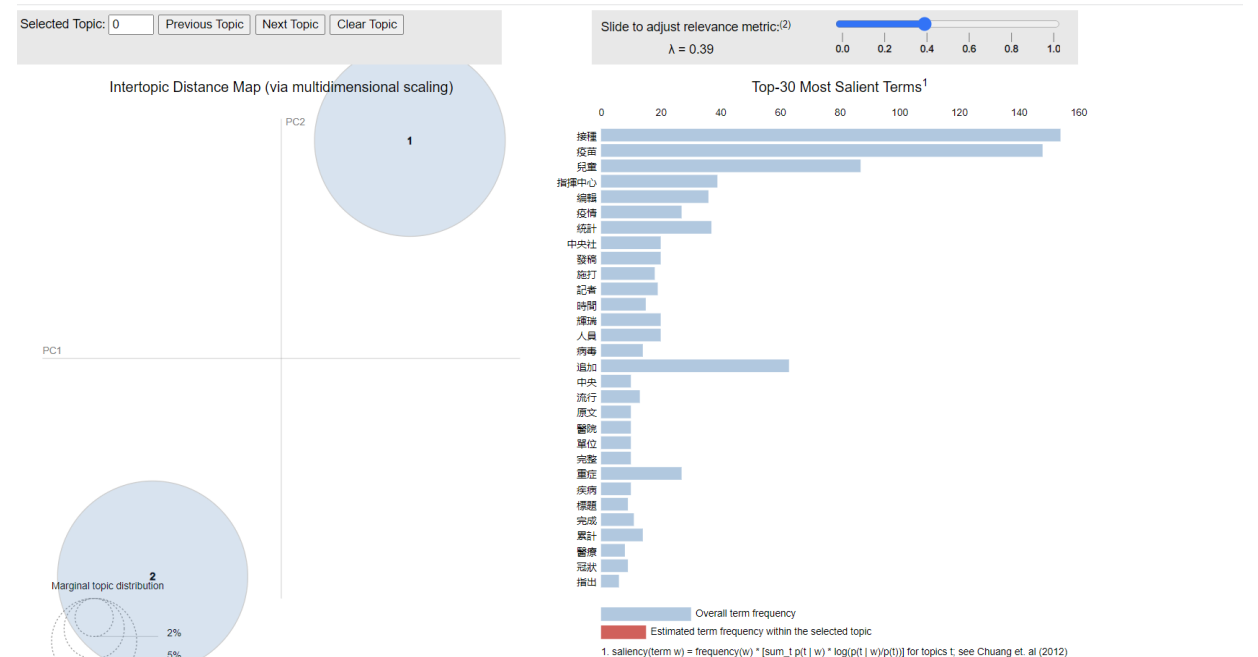 Selected Topic: 0 Previous Topic Next Topic Clear Topic
Slide to adjust relevance metric:(2)
λ = 0.39
0.0 0.2 0.4 0.6 0.8 1.0
Intertopic Distance Map (via multidimensional scaling)
PC2
PC1
1
2
Marginal topic distribution
2%
5%
Top-30 Most Salient Terms1
0 20 40 60 80 100 120 140 160
接種
疫苗
兒童
指揮中心
編輯
疫情
統計
中央社
發稿
施打
記者
時間
輝瑞
人員
病毒
追加
中央
流行
原文
醫院
單位
完整
重症
疾病
標題
完成
累計
醫療
冠狀
指出
Overall term frequency
Estimated term frequency within the selected topic
1. saliency(term w) = frequency(w) * [sum_t p(t | w) * log(p(t | w)/p(t))] for topics t; see Chuang et. al (2012)